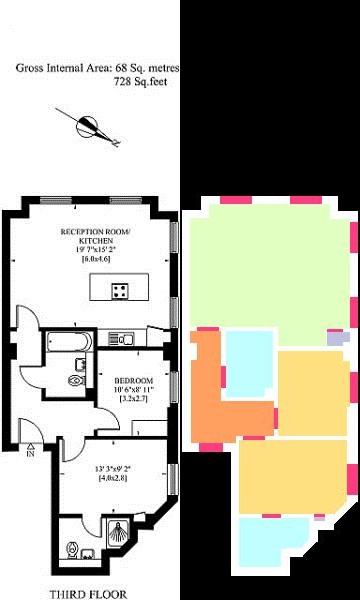 Gross Internal Area: 68 Sq. metres
728 Sq.feet
N
RECEPTION ROOM/
KITCHEN
19' 7"x15' 2"
[6.0x4.6]
BEDROOM
10' 6"x8' 11"
[3.2x2.7]
IN
13' 3"x9' 2"
[4.0x2.8]
THIRD FLOOR